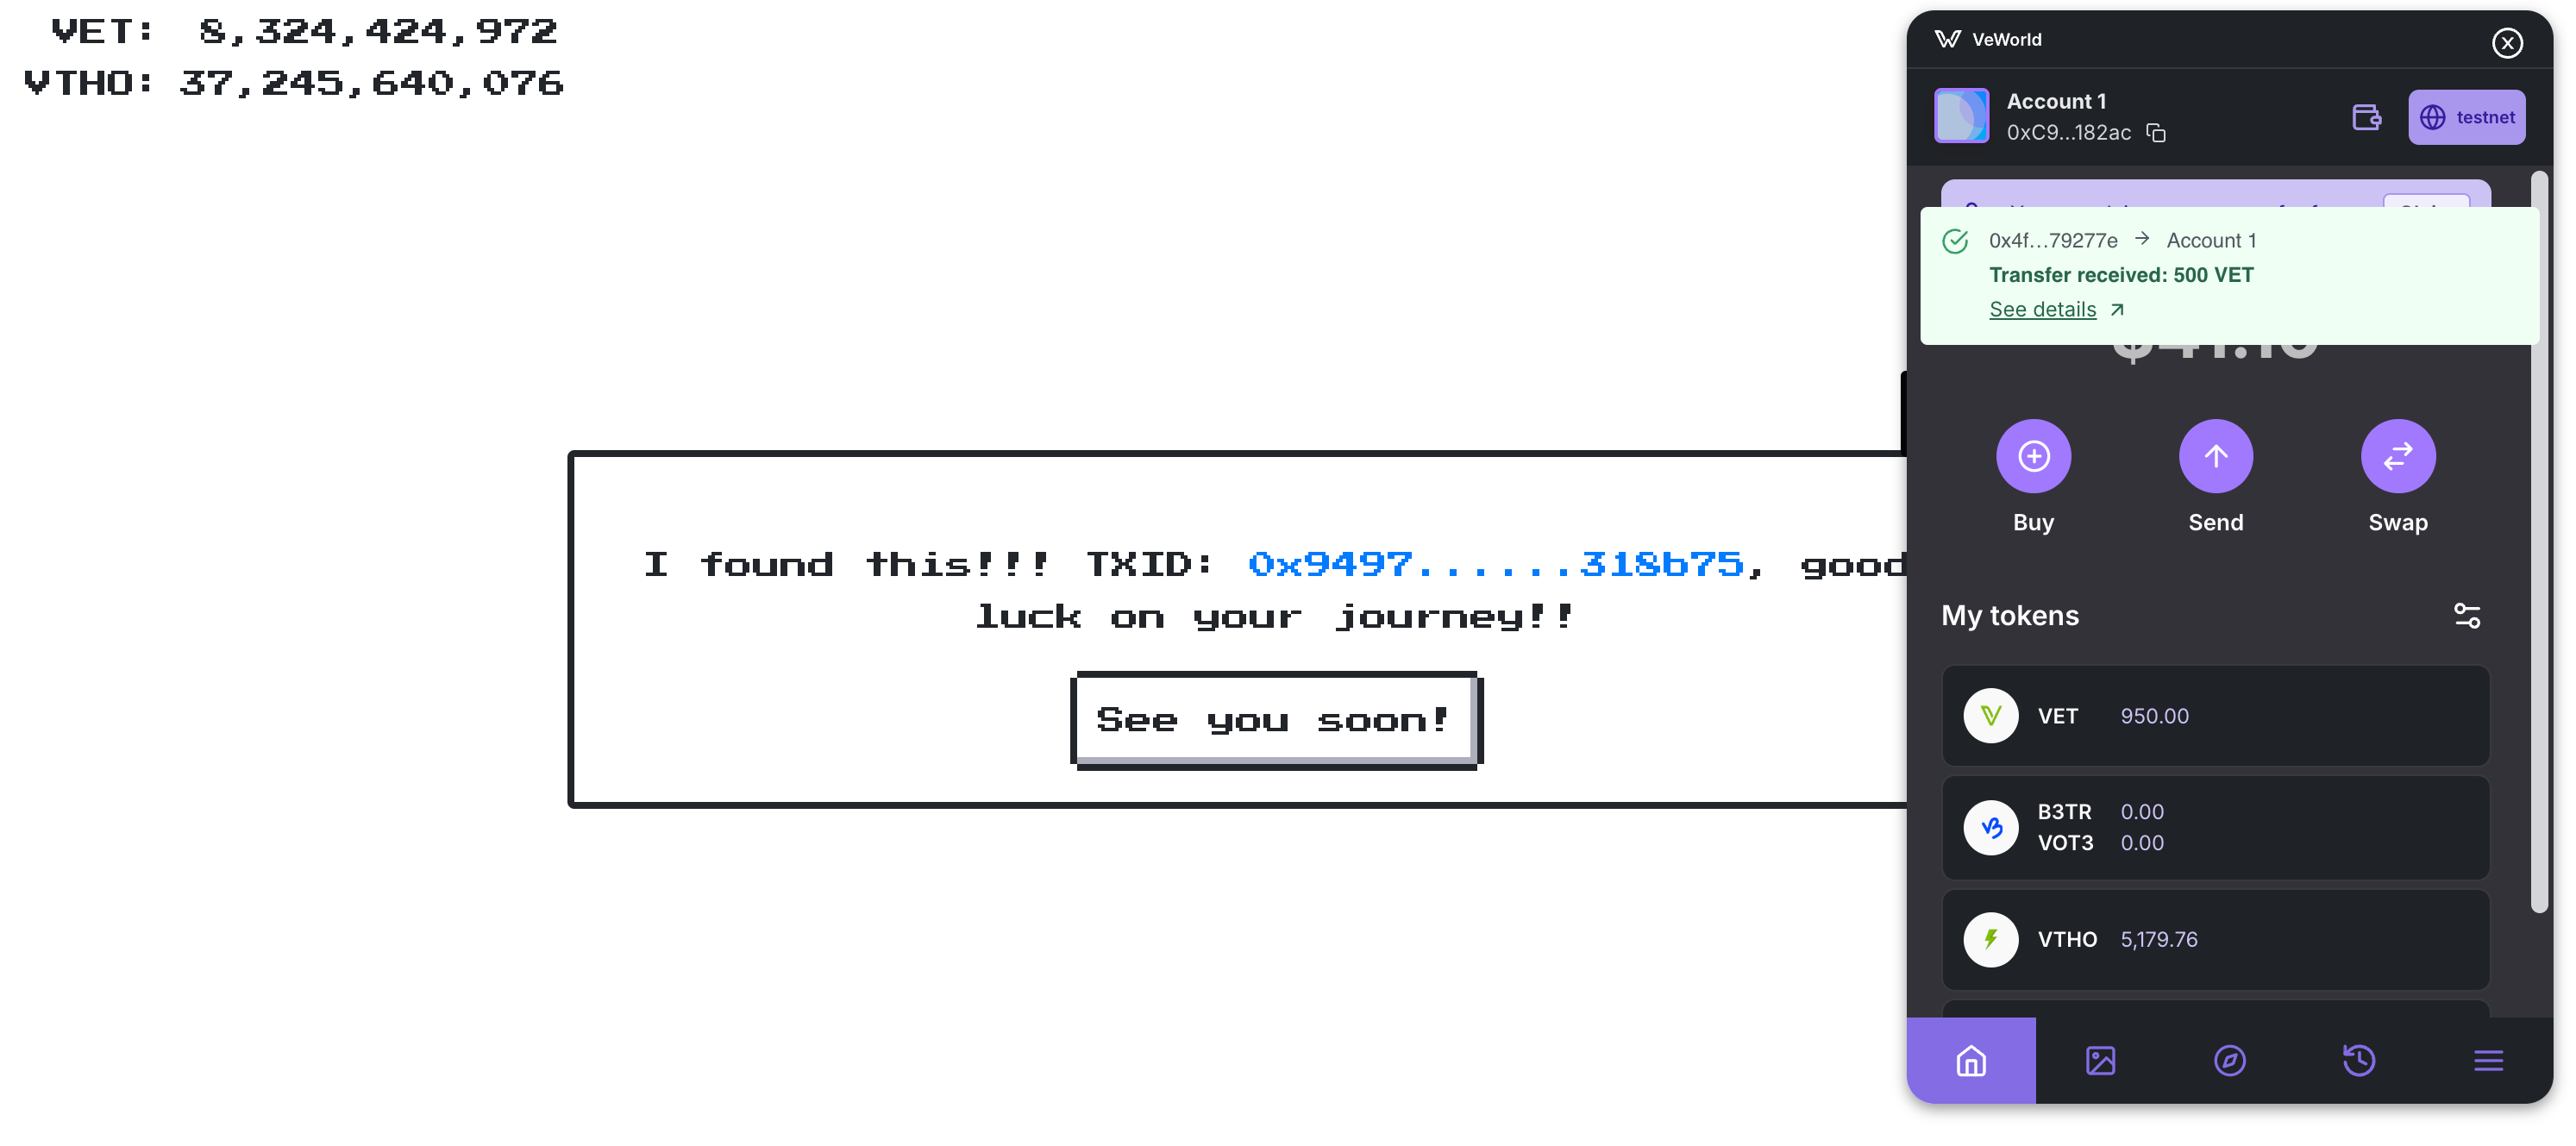 VET: 8,324,424,972
VTHO: 37,245,640,076
I found this!!! TXID: 0x9497......318b75, good
luck on your journey!!
See you soon!
VeWorld
Account 1
0xC9...182ac
testnet
0x4f...79277e → Account 1
Transfer received: 500 VET
See details
Buy
Send
Swap
My tokens
VET 950.00
B3TR 0.00
VOT3 0.00
VTHO 5,179.76